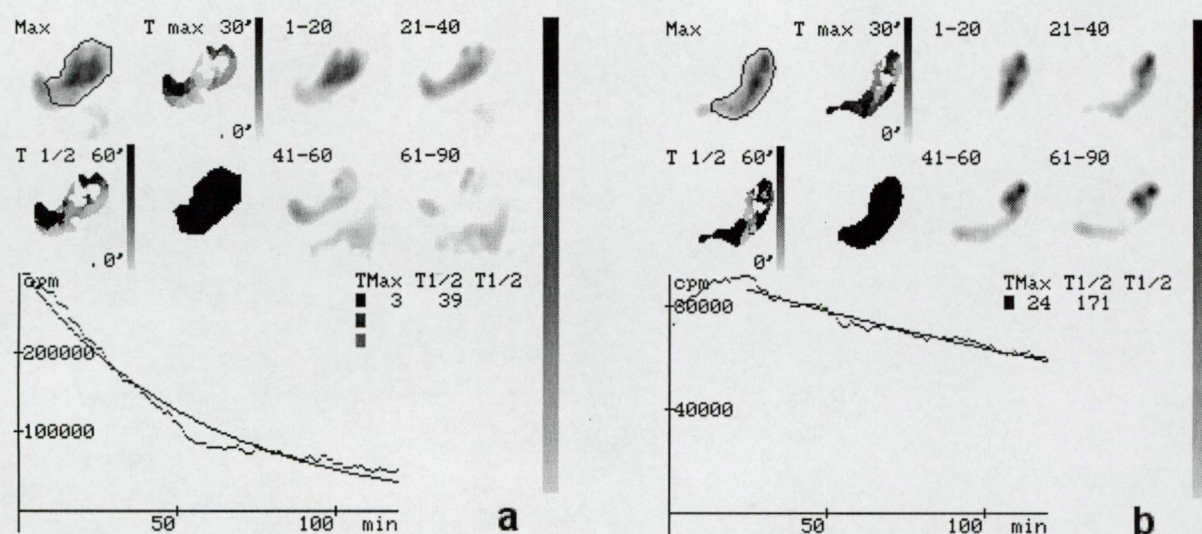 Max T max 30' 1-20 21-40
. 0'
T 1/2 60' 41-60 61-90
. 0'
cpm TMax T1/2 T1/2
3 39
200000
100000
50 100 min
a
Max T max 30' 1-20 21-40
0'
T 1/2 60' 41-60 61-90
0'
cpm TMax T1/2 T1/2
80000 24 171
40000
50 100 min
b